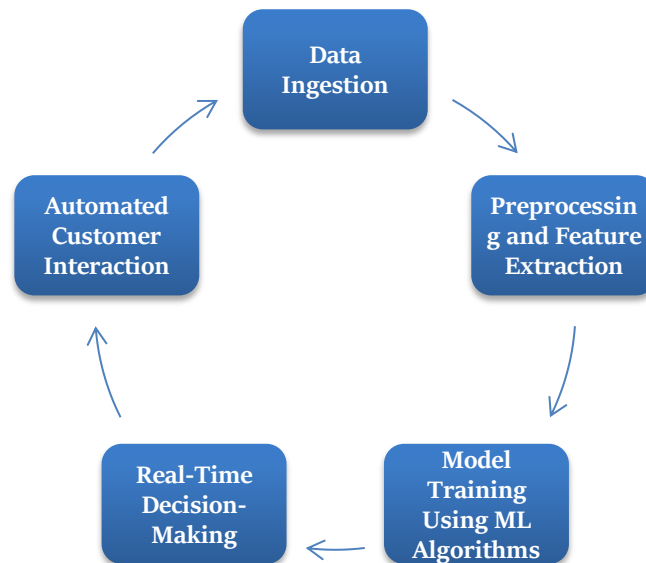 Data
Ingestion
Preprocessin
g and Feature
Extraction
Model
Training
Using ML
Algorithms
Real-Time
Decision-
Making
Automated
Customer
Interaction